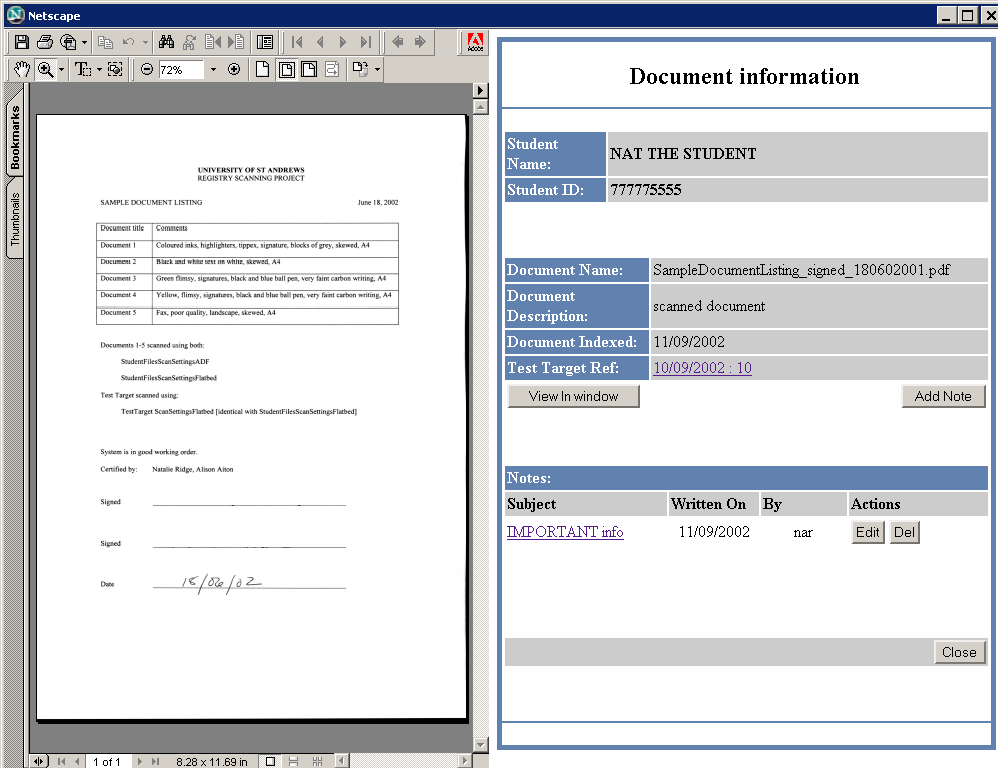 Netscape
Adobe
72%
Bookmarks
Thumbnails
UNIVERSITY OF ST ANDREWS
REGISTRY SCANNING PROJECT
SAMPLE DOCUMENT LISTING June 18, 2002
Document title Comments
Document 1 Coloured inks, highlighters, tippex, signature, blocks of grey, skewed, A4
Document 2 Black and white text on white, skewed, A4
Document 3 Green flimsy, signatures, black and blue ball pen, very faint carbon writing, A4
Document 4 Yellow, flimsy, signatures, black and blue ball pen, very faint carbon writing, A4
Document 5 Fax, poor quality, landscape, skewed, A4
Documents 1-5 scanned using both:
StudentFilesScanSettingsADF
StudentFilesScanSettingsFlatbed
Test Target scanned using:
TestTarget ScanSettingsFlatbed [identical with StudentFilesScanSettingsFlatbed]
System is in good working order.
Certified by: Natalie Ridge, Alison Aiton
Signed
Signed
Date 18/06/02
1 of 1 8.28 x 11.69 in
Document information
Student Name: NAT THE STUDENT
Student ID: 777775555
Document Name: SampleDocumentListing_signed_180602001.pdf
Document Description: scanned document
Document Indexed: 11/09/2002
Test Target Ref: 10/09/2002 : 10
View In window Add Note
Notes:
Subject Written On By Actions
IMPORTANT info 11/09/2002 nar Edit Del
Close